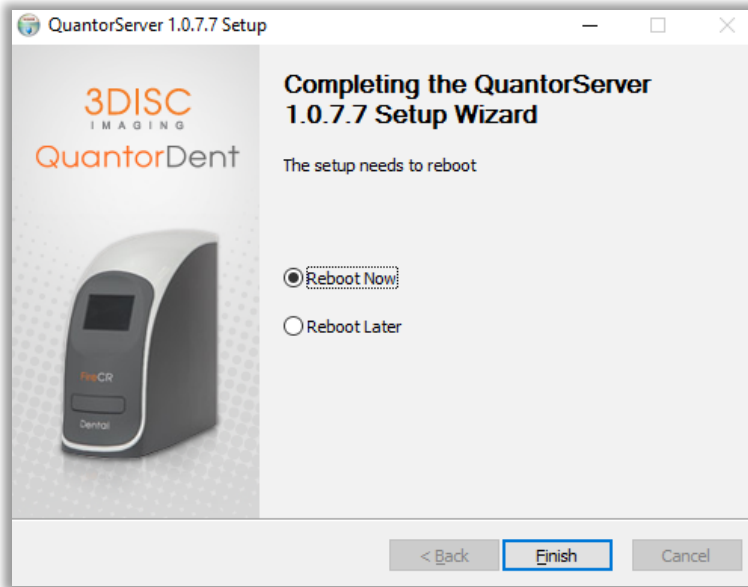 QuantorServer 1.0.7.7 Setup
3DISC
IMAGING
QuantorDent
FireCR
Dental
Completing the QuantorServer
1.0.7.7 Setup Wizard
The setup needs to reboot
Reboot Now
Reboot Later
< Back
Finish
Cancel